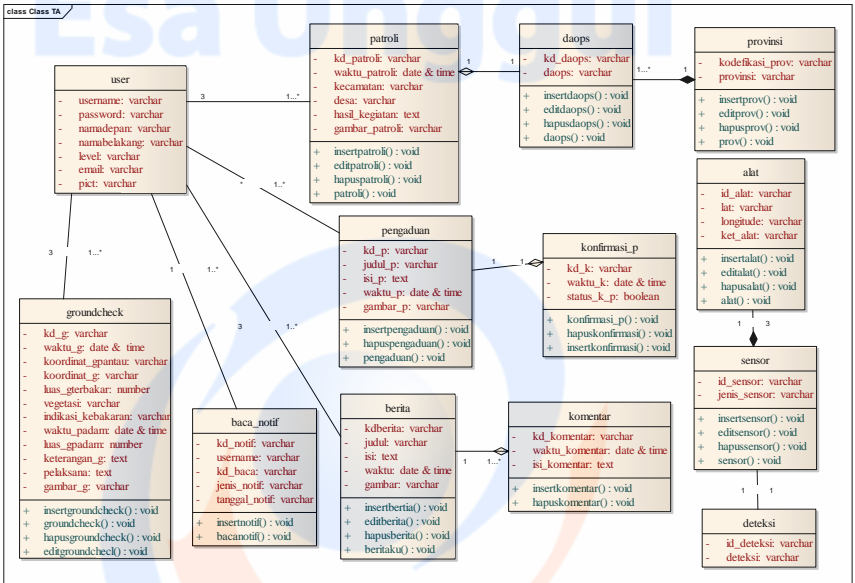 class Class TA
Esa Unggul
user
- username: varchar
- password: varchar
- namadepan: varchar
- namabelakang: varchar
- level: varchar
- email: varchar
- pict: varchar
patroli
- kd_patroli: varchar
- waktu_patroli: date & time
- kecamatan: varchar
- desa: varchar
- hasil_kegiatan: text
- gambar_patroli: varchar
+ insertpatroli() : void
+ editpatroli() : void
+ hapuspatroli() : void
+ patroli() : void
daops
- kd_daops: varchar
- daops: varchar
+ insertdaops() : void
+ editdaops() : void
+ hapusdaops() : void
+ daops() : void
provinsi
- kodefikasi_prov: varchar
- provinsi: varchar
+ insertprov() : void
+ editprov() : void
+ hapusprov() : void
+ prov() : void
3 1...*
1 1
1...* 1
alat
- id_alat: varchar
- lat: varchar
- longitude: varchar
- ket_alat: varchar
+ insertalat() : void
+ editalat() : void
+ hapusalat() : void
+ alat() : void
* 1..*
pengaduan
- kd_p: varchar
- judul_p: varchar
- isi_p: text
- waktu_p: date & time
- gambar_p: varchar
+ insertpengaduan() : void
+ hapuspengaduan() : void
+ pengaduan() : void
1 1
konfirmasi_p
- kd_k: varchar
- waktu_k: date & time
- status_k_p: boolean
+ konfirmasi_p() : void
+ hapuskonfirmasi() : void
+ insertkonfirmasi() : void
3 1...*
1 1..*
3 1..*
1 3
groundcheck
- kd_g: varchar
- waktu_g: date & time
- koordinat_gpantau: varchar
- koordinat_g: varchar
- luas_gterbakar: number
- vegetasi: varchar
- indikasi_kebakaran: varchar
- waktu_padam: date & time
- luas_gpadam: number
- keterangan_g: text
- pelaksana: text
- gambar_g: varchar
+ insertgroundcheck() : void
+ groundcheck() : void
+ hapusgroundcheck() : void
+ editgroundchecl() : void
baca_notif
- kd_notif: varchar
- username: varchar
- kd_baca: varchar
- jenis_notif: varchar
- tanggal_notif: varchar
+ insertnotif() : void
+ bacanotif() : void
berita
- kdberita: varchar
- judul: varchar
- isi: text
- waktu: date & time
- gambar: varchar
+ insertbertia() : void
+ editberita() : void
+ hapusberita() : void
+ beritaku() : void
1 1...*
komentar
- kd_komentar: varchar
- waktu_komentar: date & time
- isi_komentar: text
+ insertkomentar() : void
+ hapuskomentar() : void
sensor
- id_sensor: varchar
- jenis_sensor: varchar
+ insertsensor() : void
+ editsensor() : void
+ hapussensor() : void
+ sensor() : void
1 1
deteksi
- id_deteksi: varchar
- deteksi: varchar